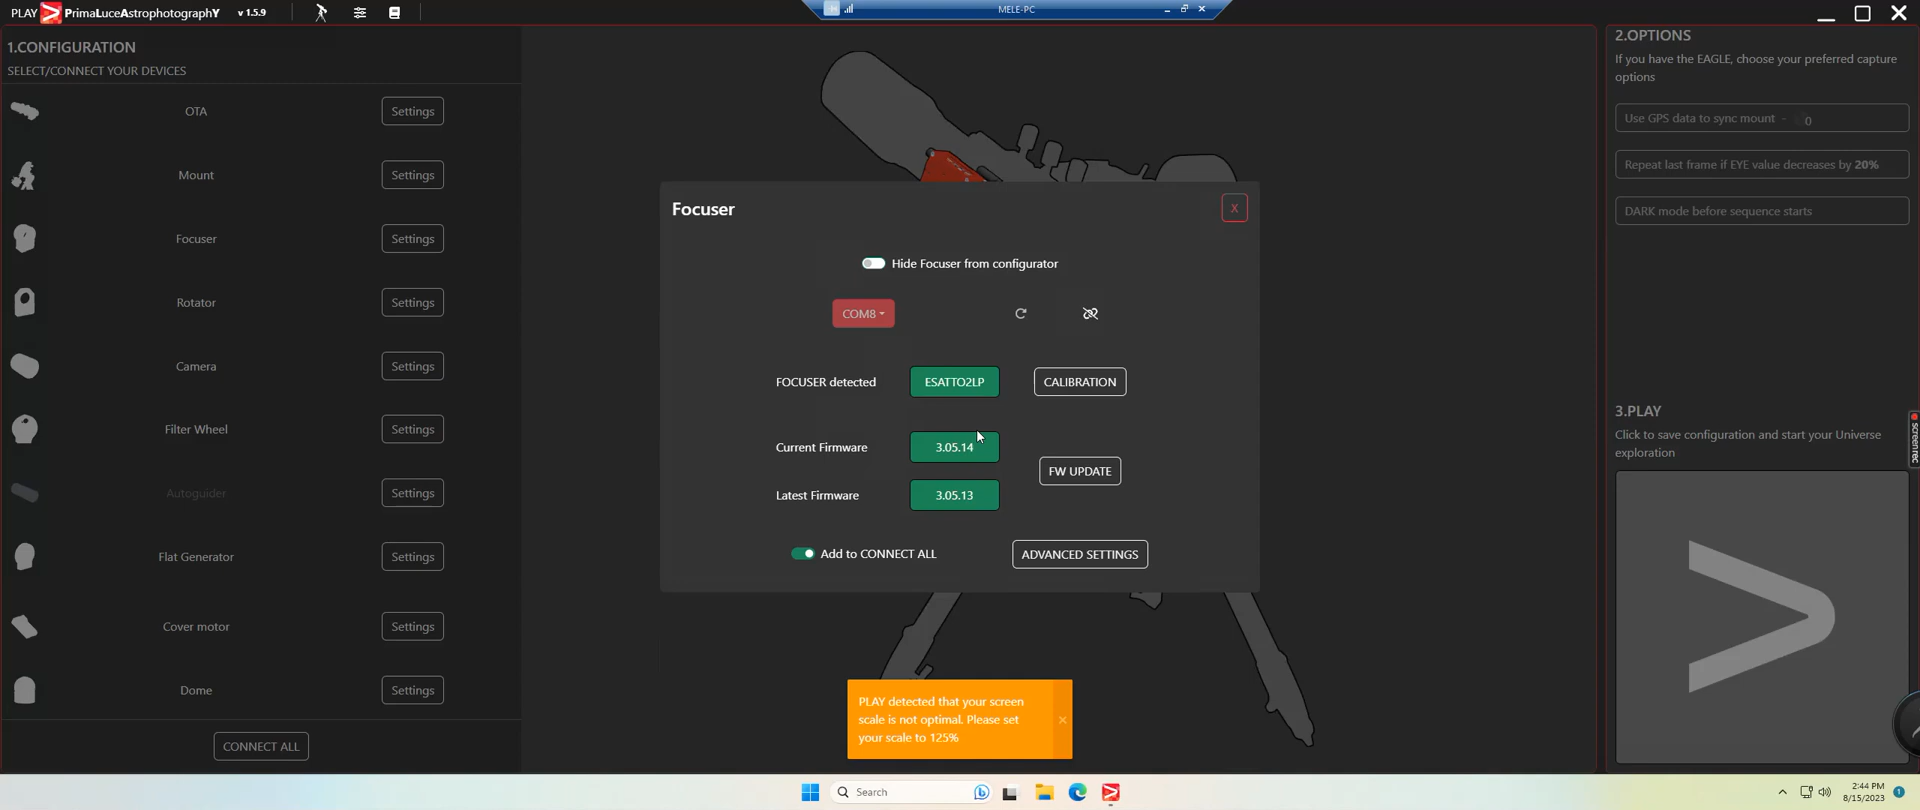 PLAY PrimaLuceAstrophotographY v 1.5.9
MELE-PC
1.CONFIGURATION
SELECT/CONNECT YOUR DEVICES
OTA Settings
Mount Settings
Focuser Settings
Rotator Settings
Camera Settings
Filter Wheel Settings
Autoguider Settings
Flat Generator Settings
Cover motor Settings
Dome Settings
CONNECT ALL
Focuser X
Hide Focuser from configurator
COM8
FOCUSER detected ESATTO2LP CALIBRATION
Current Firmware 3.05.14
FW UPDATE
Latest Firmware 3.05.13
Add to CONNECT ALL ADVANCED SETTINGS
PLAY detected that your screen
scale is not optimal. Please set
your scale to 125%
2.OPTIONS
If you have the EAGLE, choose your preferred capture
options
Use GPS data to sync mount - 0
Repeat last frame if EYE value decreases by 20%
DARK mode before sequence starts
3.PLAY
Click to save configuration and start your Universe
exploration
screenrec
Search
2:44 PM
8/15/2023
1